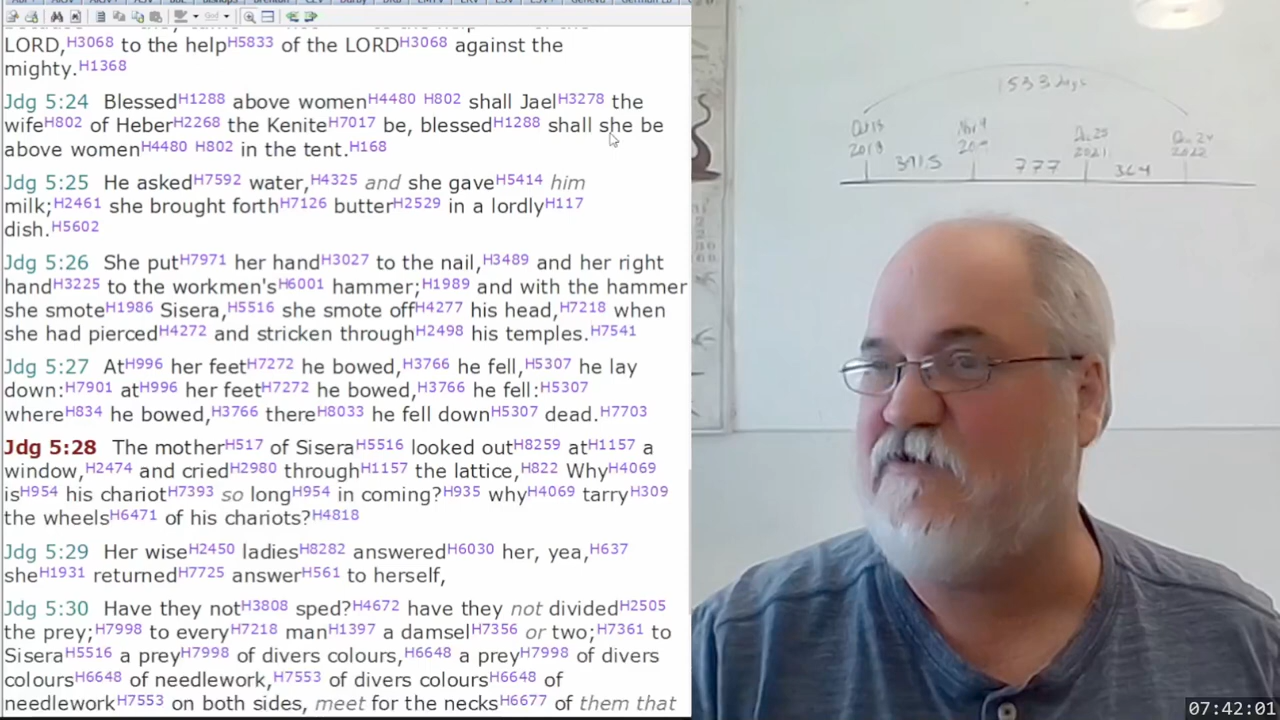 LORD,H3068 to the helpH5833 of the LORDH3068 against the
mighty.H1368
Jdg 5:24 BlessedH1288 above womenH4480 H802 shall JaelH3278 the
wifeH802 of HeberH2268 the KeniteH7017 be, blessedH1288 shall she be
above womenH4480 H802 in the tent.H168
Jdg 5:25 He askedH7592 water,H4325 and she gaveH5414 him
milk;H2461 she brought forthH7126 butterH2529 in a lordlyH117
dish.H5602
Jdg 5:26 She putH7971 her handH3027 to the nail,H3489 and her right
handH3225 to the workmen'sH6001 hammer;H1989 and with the hammer
she smoteH1986 Sisera,H5516 she smote offH4277 his head,H7218 when
she had piercedH4272 and stricken throughH2498 his temples.H7541
Jdg 5:27 AtH996 her feetH7272 he bowed,H3766 he fell,H5307 he lay
down:H7901 atH996 her feetH7272 he bowed,H3766 he fell:H5307
whereH834 he bowed,H3766 thereH8033 he fell downH5307 dead.H7703
Jdg 5:28 The motherH517 of SiseraH5516 looked outH8259 atH1157 a
window,H2474 and criedH2980 throughH1157 the lattice,H822 WhyH4069
isH954 his chariotH7393 so longH954 in coming?H935 whyH4069 tarryH309
the wheelsH6471 of his chariots?H4818
Jdg 5:29 Her wiseH2450 ladiesH8282 answeredH6030 her, yea,H637
sheH1931 returnedH7725 answerH561 to herself,
Jdg 5:30 Have they notH3808 sped?H4672 have they not dividedH2505
the prey;H7998 to everyH7218 manH1397 a damselH7356 or two;H7361 to
SiseraH5516 a preyH7998 of divers colours,H6648 a preyH7998 of divers
coloursH6648 of needlework,H7553 of divers coloursH6648 of
needleworkH7553 on both sides, meet for the necksH6677 of them that
1533 days
2018
2021
2022
391.5 777 364
07:42:01